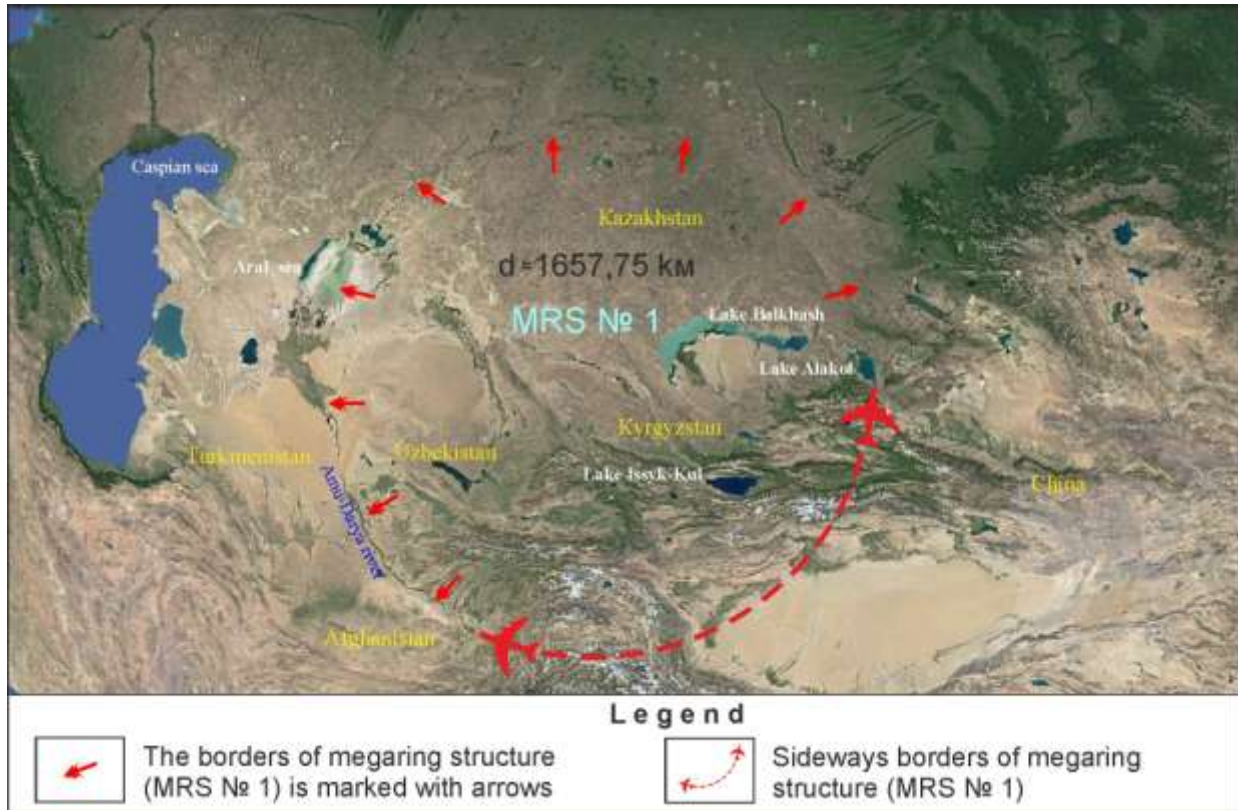 Caspian sea
Kazakhstan
Aral sea
d=1657,75 км
MRS № 1
Lake Balkhash
Lake Alakol
Kyrgyzstan
Turkmenistan
Uzbekistan
Lake Issyk-Kul
China
Amu-Darya river
Afghanistan
Legend
The borders of megaring structure
(MRS № 1) is marked with arrows
Sideways borders of megaring
structure (MRS № 1)